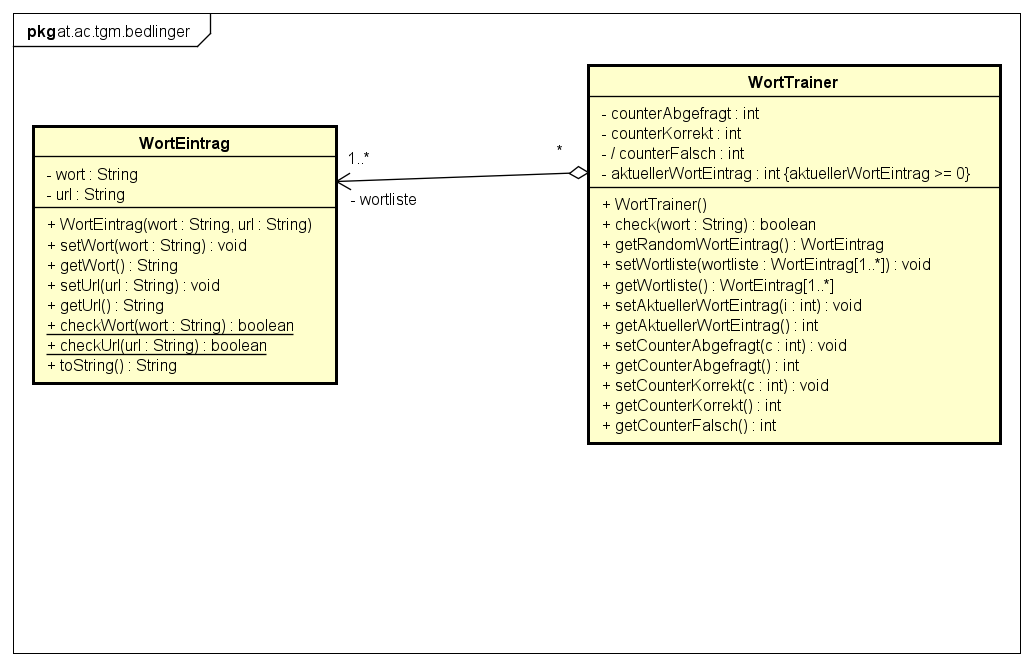 pkgat.ac.tgm.bedlinger
WortEintrag
- wort : String
- url : String
+ WortEintrag(wort : String, url : String)
+ setWort(wort : String) : void
+ getWort() : String
+ setUrl(url : String) : void
+ getUrl() : String
+ checkWort(wort : String) : boolean
+ checkUrl(url : String) : boolean
+ toString() : String
1..*
- wortliste
*
WortTrainer
- counterAbgefragt : int
- counterKorrekt : int
- / counterFalsch : int
- aktuellerWortEintrag : int {aktuellerWortEintrag >= 0}
+ WortTrainer()
+ check(wort : String) : boolean
+ getRandomWortEintrag() : WortEintrag
+ setWortliste(wortliste : WortEintrag[1..*]) : void
+ getWortliste() : WortEintrag[1..*]
+ setAktuellerWortEintrag(i : int) : void
+ getAktuellerWortEintrag() : int
+ setCounterAbgefragt(c : int) : void
+ getCounterAbgefragt() : int
+ setCounterKorrekt(c : int) : void
+ getCounterKorrekt() : int
+ getCounterFalsch() : int